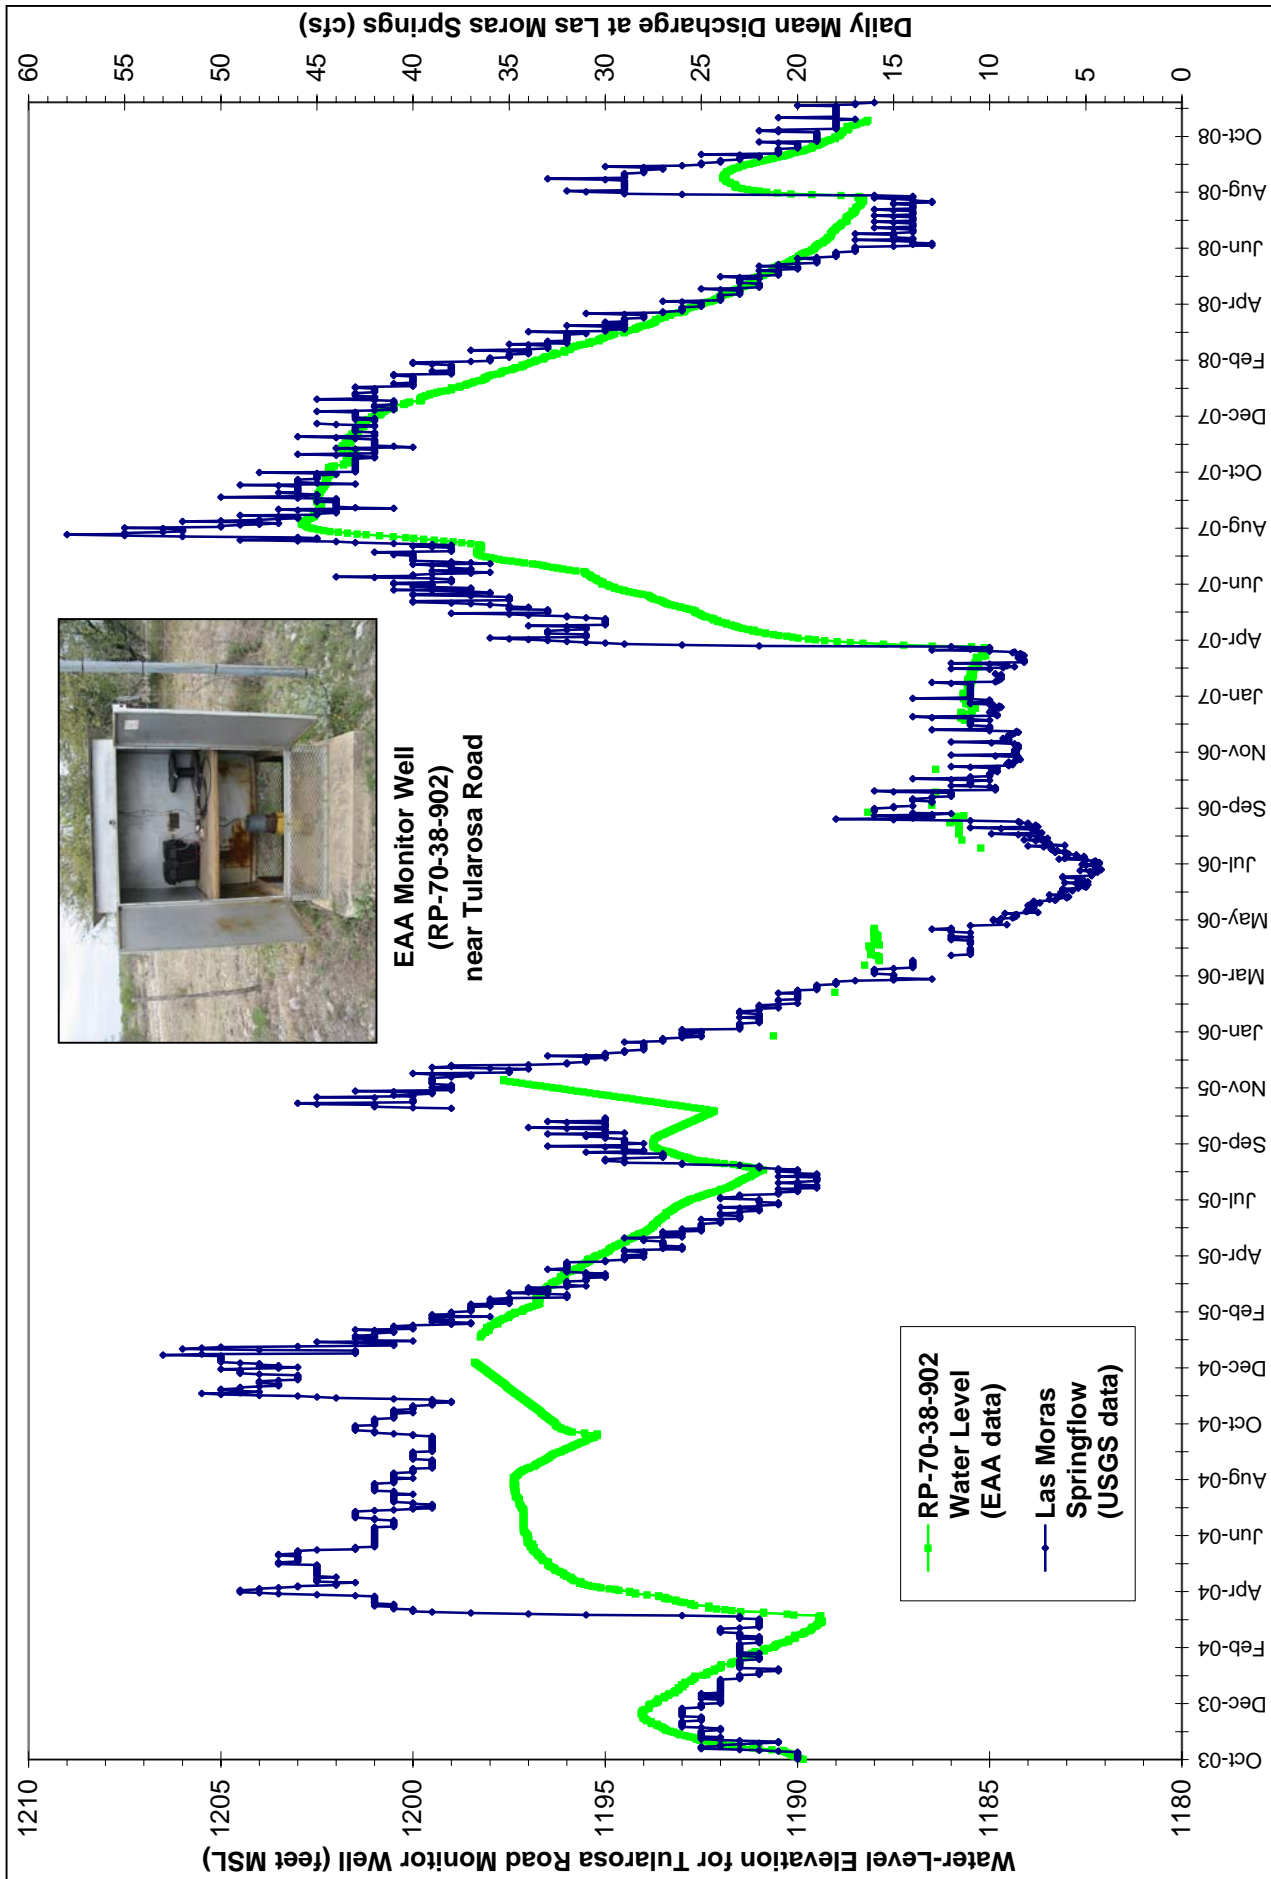 Water-Level Elevation for Tularosa Road Monitor Well (feet MSL)
1210
1205
1200
1195
1190
1185
1180
Daily Mean Discharge at Las Moras Springs (cfs)
60
55
50
45
40
35
30
25
20
15
10
5
0
EAA Monitor Well
(RP-70-38-902)
near Tularosa Road
RP-70-38-902
Water Level
(EAA data)
Las Moras
Springflow
(USGS data)
Oct-03
Dec-03
Feb-04
Apr-04
Jun-04
Aug-04
Oct-04
Dec-04
Feb-05
Apr-05
Jul-05
Sep-05
Nov-05
Jan-06
Mar-06
May-06
Jul-06
Sep-06
Nov-06
Jan-07
Apr-07
Jun-07
Aug-07
Oct-07
Dec-07
Feb-08
Apr-08
Jun-08
Aug-08
Oct-08